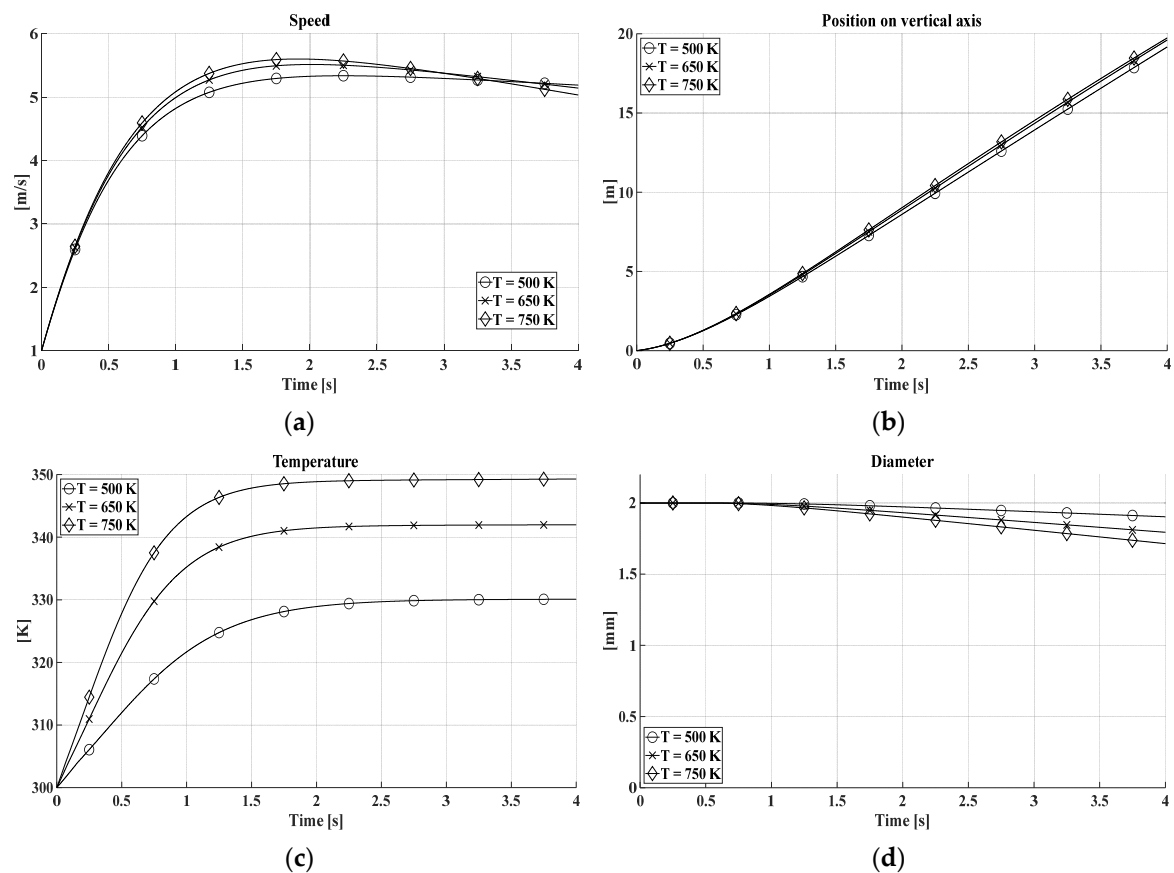 Speed
6
5
4
3
2
1
[m/s]
T = 500 K
T = 650 K
T = 750 K
0 0.5 1 1.5 2 2.5 3 3.5 4
Time [s]
(a)
Position on vertical axis
20
15
10
5
0
[m]
T = 500 K
T = 650 K
T = 750 K
0 0.5 1 1.5 2 2.5 3 3.5 4
Time [s]
(b)
Temperature
350
340
330
320
310
300
[K]
T = 500 K
T = 650 K
T = 750 K
0 0.5 1 1.5 2 2.5 3 3.5 4
Time [s]
(c)
Diameter
2
1.5
1
0.5
0
[mm]
T = 500 K
T = 650 K
T = 750 K
0 0.5 1 1.5 2 2.5 3 3.5 4
Time [s]
(d)